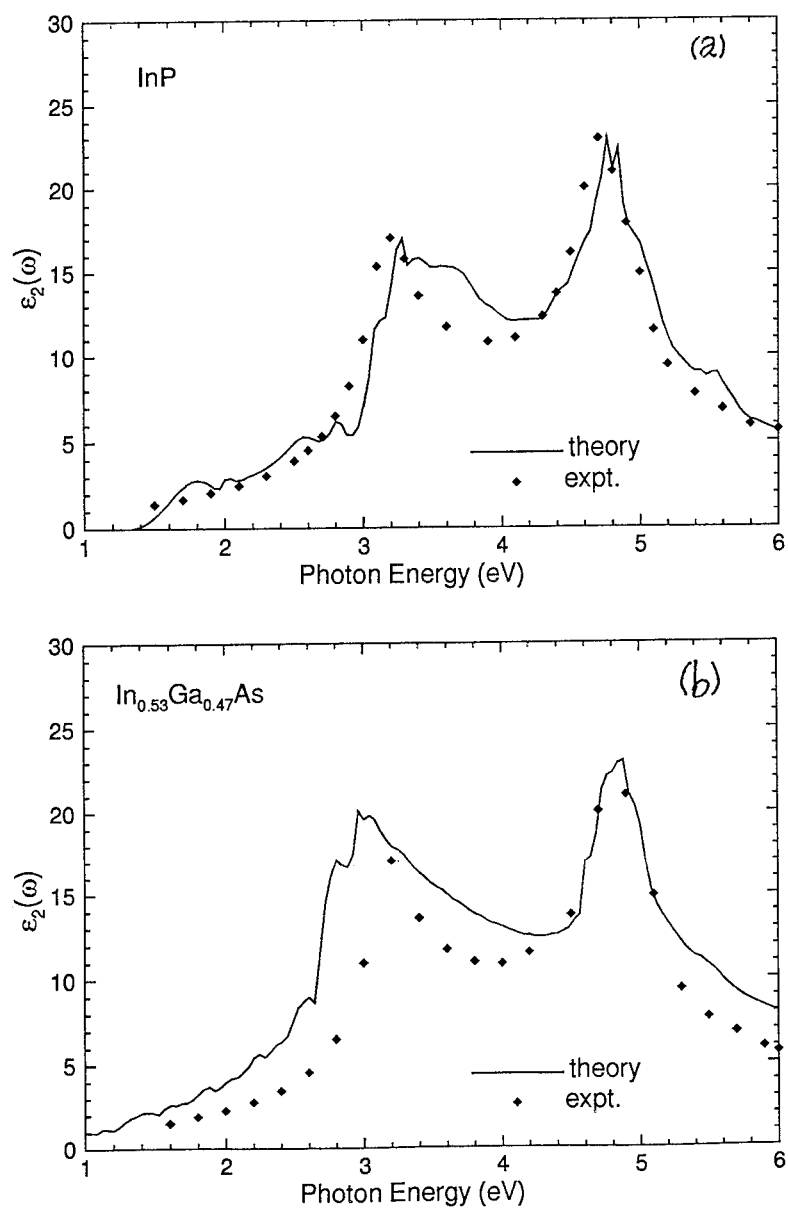 30
(a)
InP
25
20
15
ε₂(ω)
10
5
theory
expt.
0
1 2 3 4 5 6
Photon Energy (eV)
30
(b)
In₀.₅₃Ga₀.₄₇As
25
20
15
ε₂(ω)
10
5
theory
expt.
0
1 2 3 4 5 6
Photon Energy (eV)